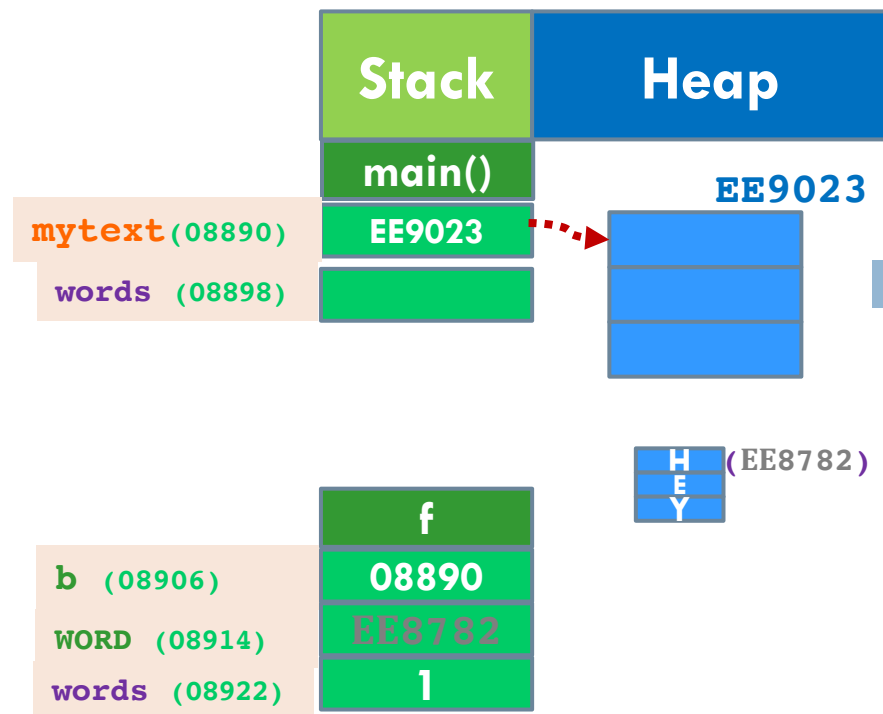 Stack Heap
main()
EE9023
mytext(08890) EE9023
words (08898)
H (EE8782)
E
Y
f
b (08906) 08890
WORD (08914) EE8782
words (08922) 1